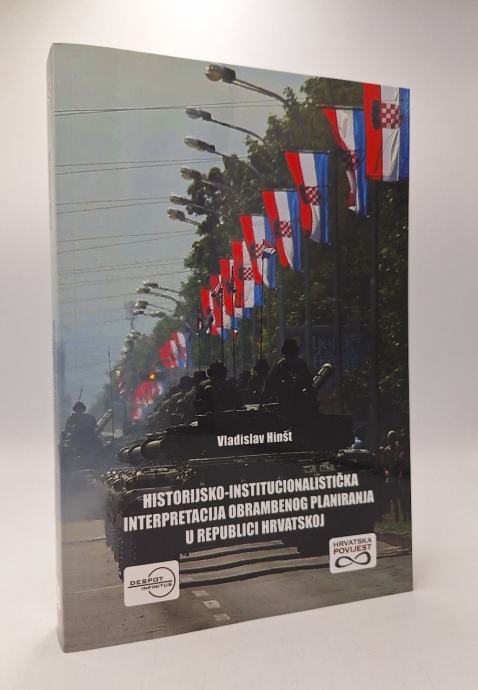 Vladislav Hinšt
HISTORIJSKO-INSTITUCIONALISTIČKA
INTERPRETACIJA OBRAMBENOG PLANIRANJA
U REPUBLICI HRVATSKOJ
DESPOT
INFINITUS
HRVATSKA
POVIJEST